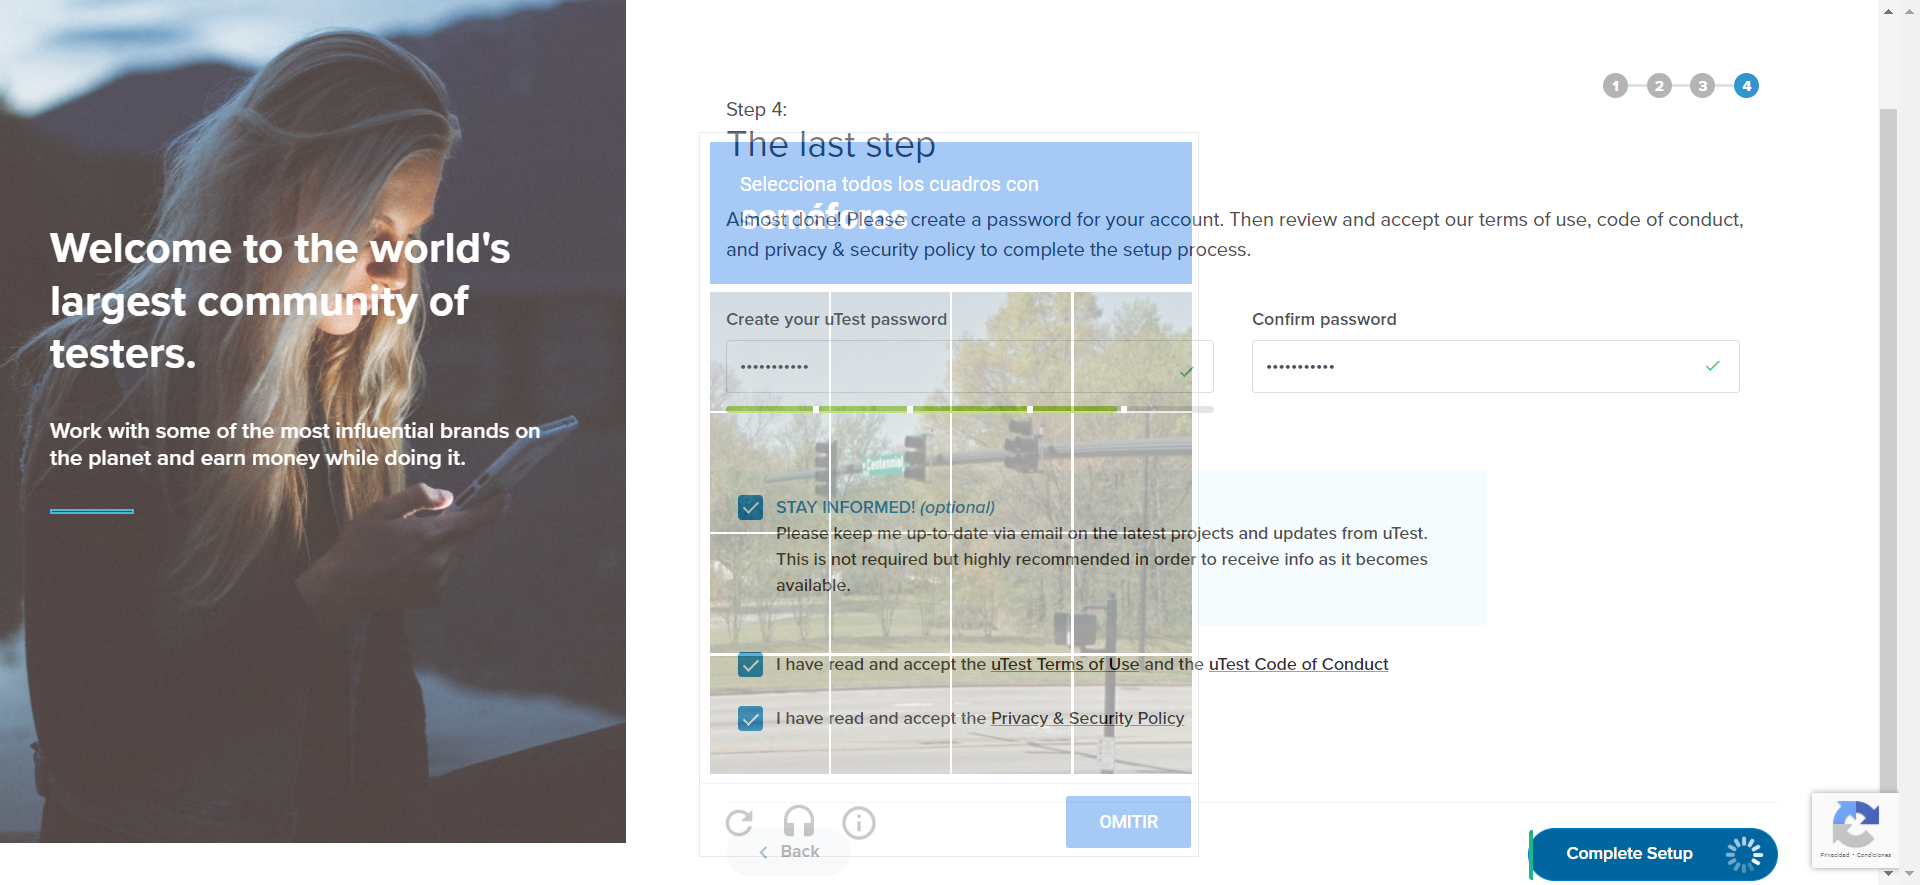 1 2 3 4
Step 4:
The last step
Selecciona todos los cuadros con
semáforos
Almost done! Please create a password for your account. Then review and accept our terms of use, code of conduct,
and privacy & security policy to complete the setup process.
Welcome to the world's
largest community of
testers.
Work with some of the most influential brands on
the planet and earn money while doing it.
Create your uTest password
Confirm password
•••••••••••
•••••••••••
Centennial
STAY INFORMED! (optional)
Please keep me up-to-date via email on the latest projects and updates from uTest.
This is not required but highly recommended in order to receive info as it becomes
available.
I have read and accept the uTest Terms of Use and the uTest Code of Conduct
I have read and accept the Privacy & Security Policy
OMITIR
Back
Complete Setup
Privacidad - Condiciones